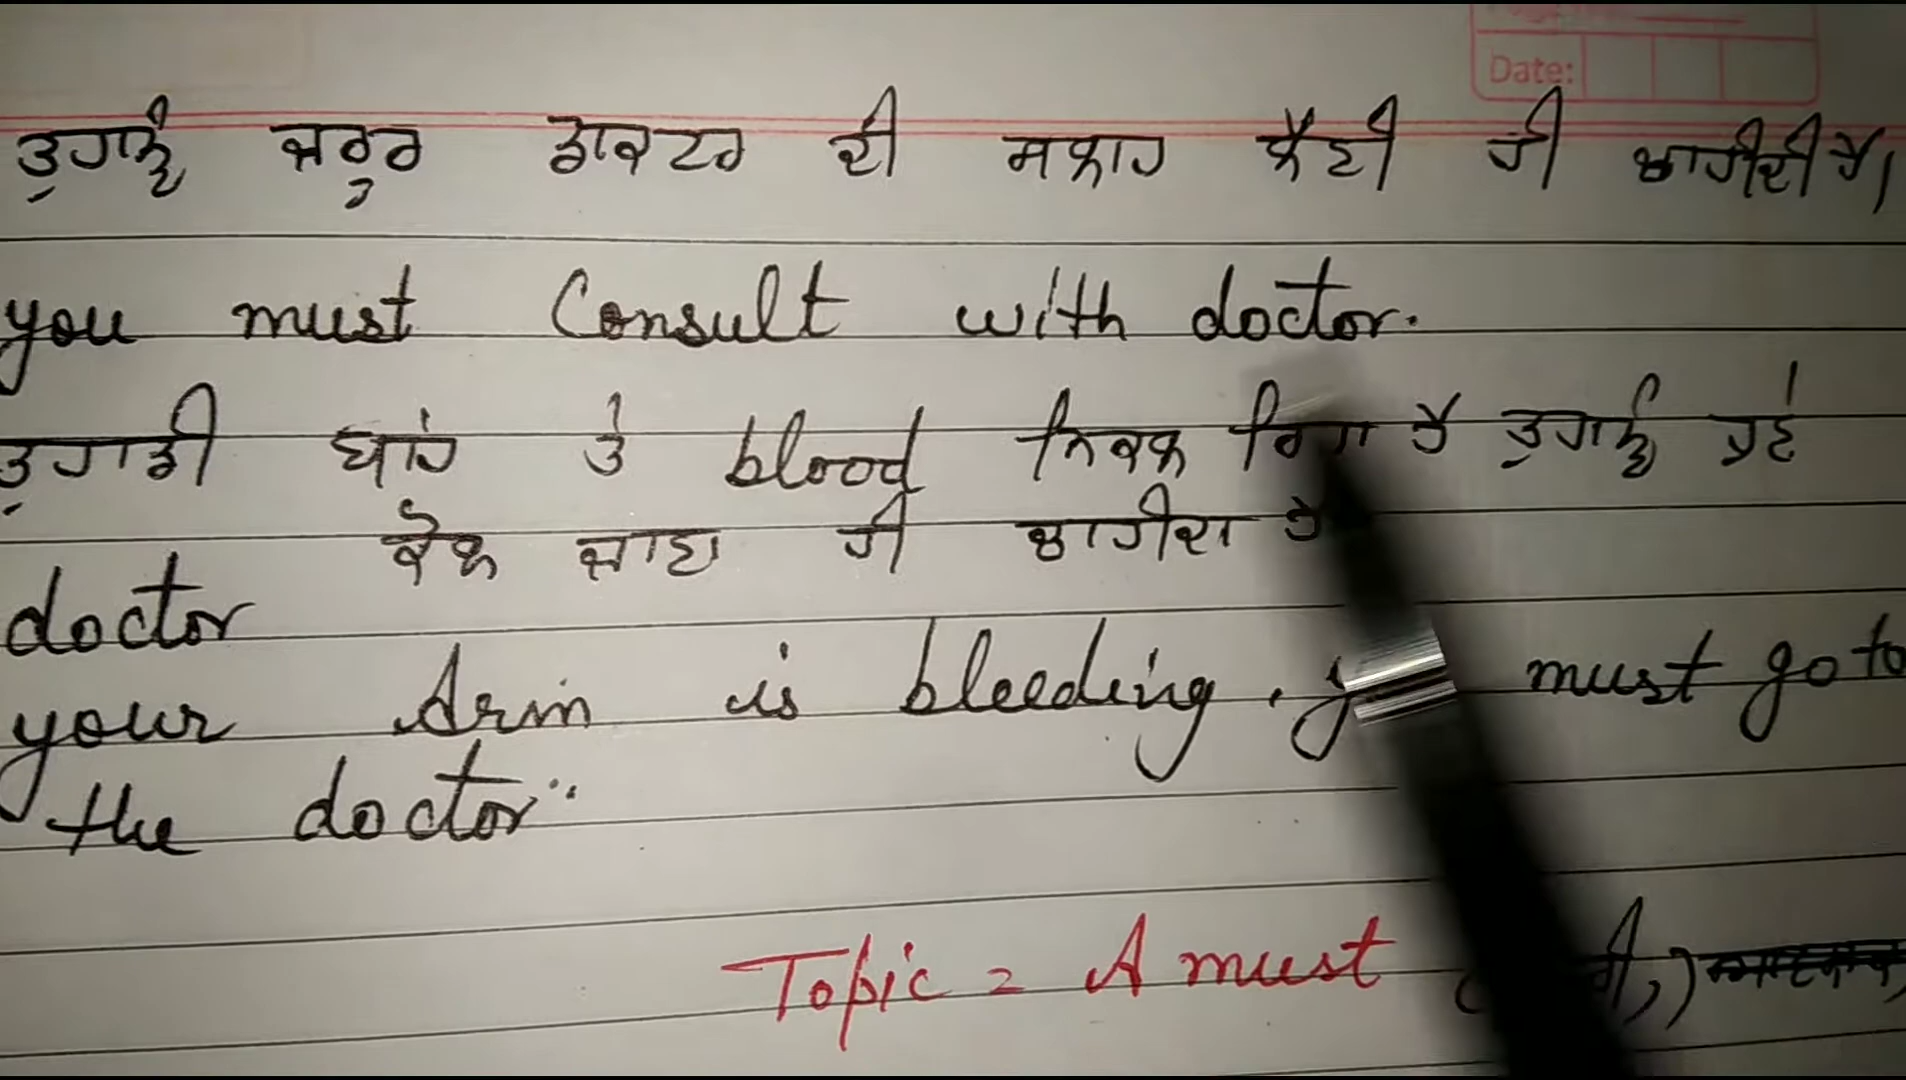 Date:
ਤੁਹਾਨੂੰ ਜਰੂਰ ਡਾਕਟਰ ਦੀ ਸਲਾਹ ਲੈਣੀ ਹੀ ਚਾਹੀਦੀ ਹੈ।
you must Consult with doctor.
ਤੁਹਾਡੀ ਬਾਂਹ ਤੇ blood ਨਿਕਲ ਰਿਹਾ ਹੈ ਤੁਹਾਨੂੰ ਹੁਣੇ
doctor ਕੋਲ ਜਾਣਾ ਹੀ ਚਾਹੀਦਾ ਹੈ
your Arm is bleeding. must go to
the doctor
Topic = A must